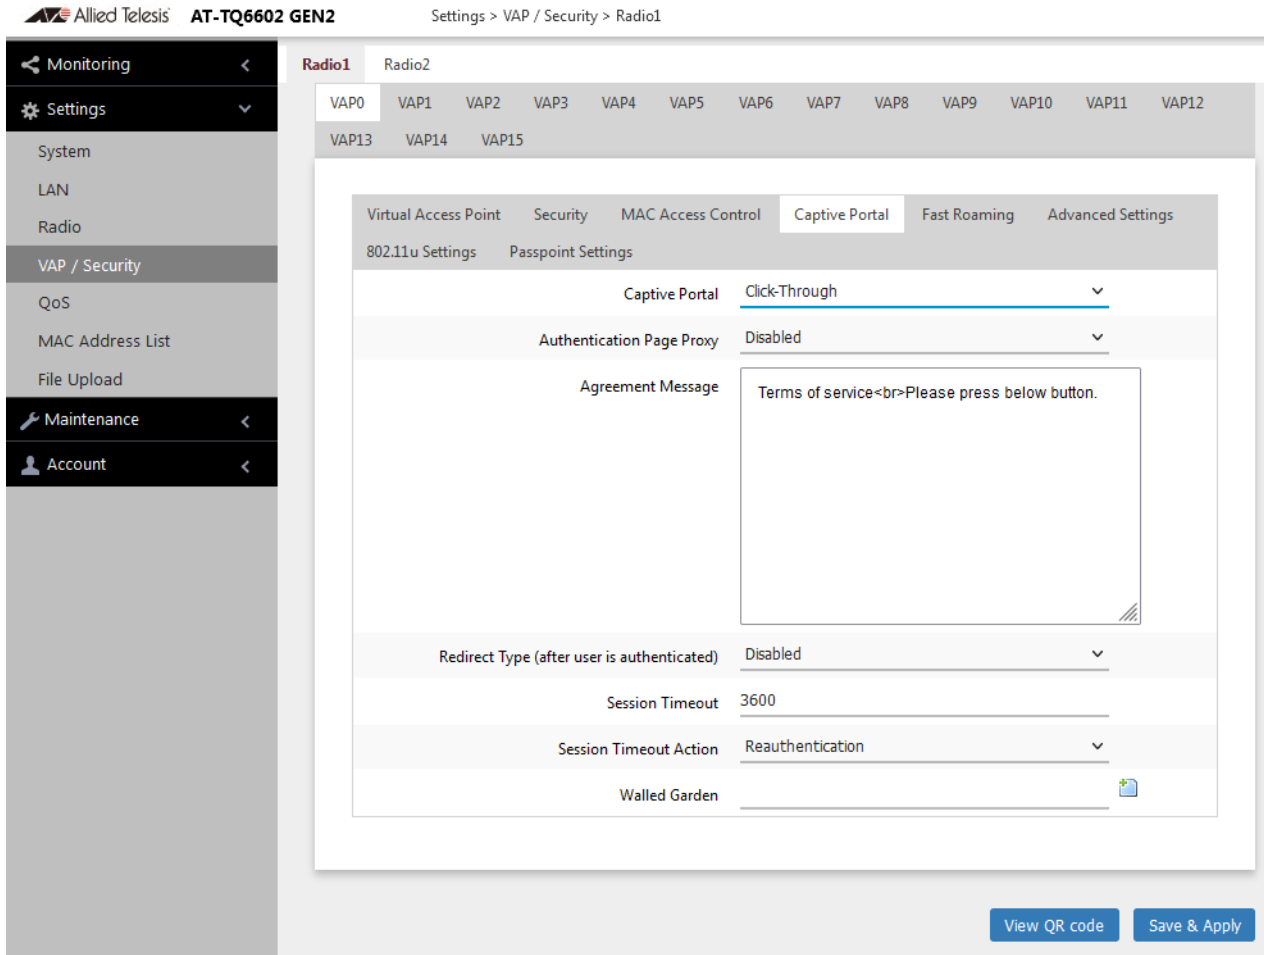 Allied Telesis AT-TQ6602 GEN2 Settings > VAP / Security > Radio1
Monitoring
Settings
System
LAN
Radio
VAP / Security
QoS
MAC Address List
File Upload
Maintenance
Account
Radio1 Radio2
VAP0 VAP1 VAP2 VAP3 VAP4 VAP5 VAP6 VAP7 VAP8 VAP9 VAP10 VAP11 VAP12
VAP13 VAP14 VAP15
Virtual Access Point Security MAC Access Control Captive Portal Fast Roaming Advanced Settings
802.11u Settings Passpoint Settings
Captive Portal Click-Through
Authentication Page Proxy Disabled
Agreement Message Terms of service<br>Please press below button.
Redirect Type (after user is authenticated) Disabled
Session Timeout 3600
Session Timeout Action Reauthentication
Walled Garden
View QR code Save & Apply